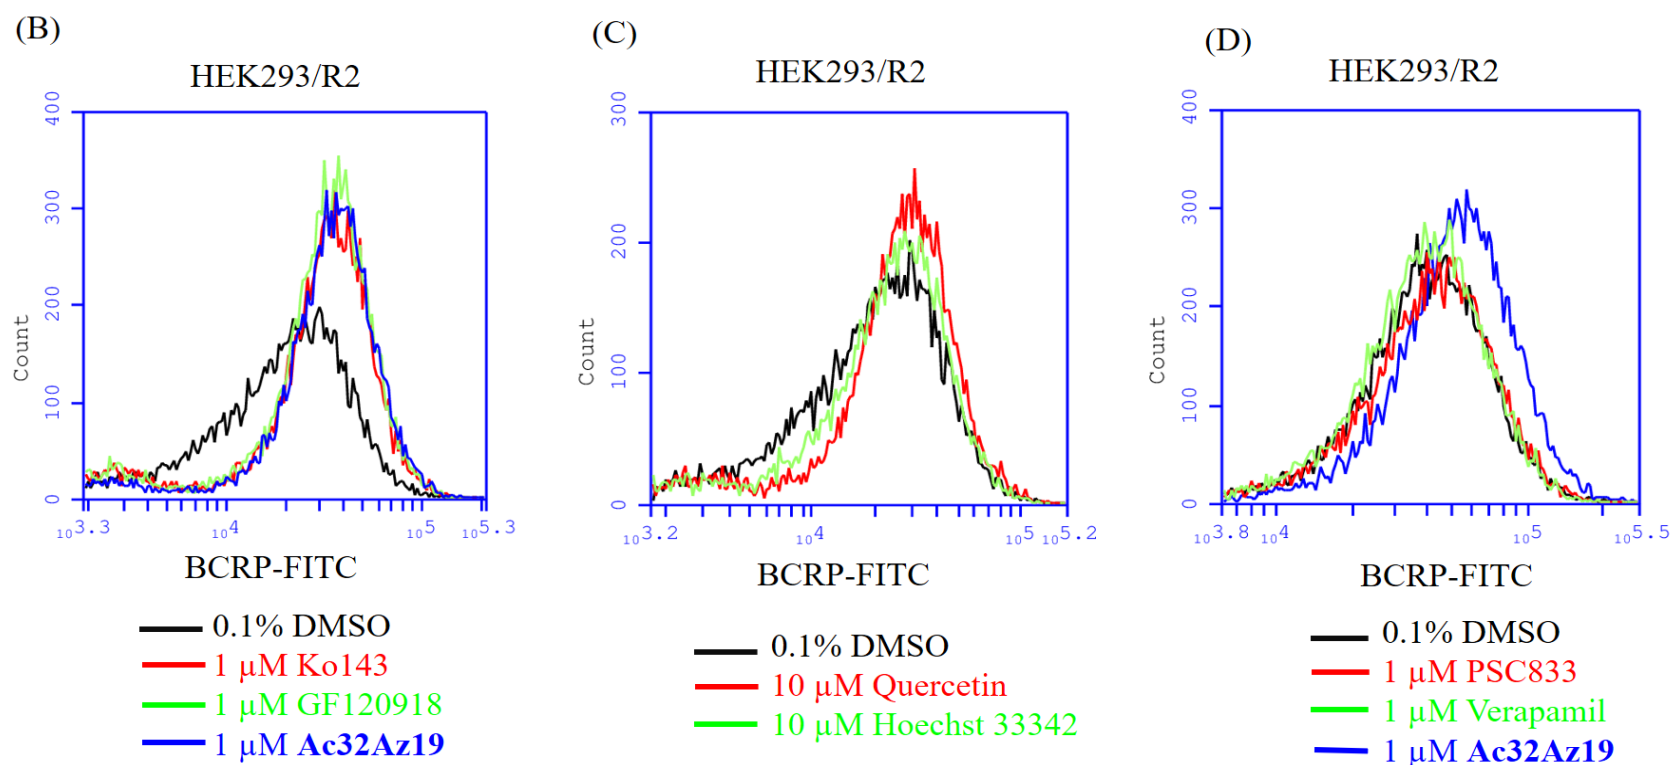 (B)
HEK293/R2
400
300
200
100
0
Count
10^3.3 10^4 10^5 10^5.3
BCRP-FITC
0.1% DMSO
1 µM Ko143
1 µM GF120918
1 µM Ac32Az19
(C)
HEK293/R2
300
200
100
0
Count
10^3.2 10^4 10^5 10^5.2
BCRP-FITC
0.1% DMSO
10 µM Quercetin
10 µM Hoechst 33342
(D)
HEK293/R2
400
300
200
100
0
Count
10^3.8 10^4 10^5 10^5.5
BCRP-FITC
0.1% DMSO
1 µM PSC833
1 µM Verapamil
1 µM Ac32Az19